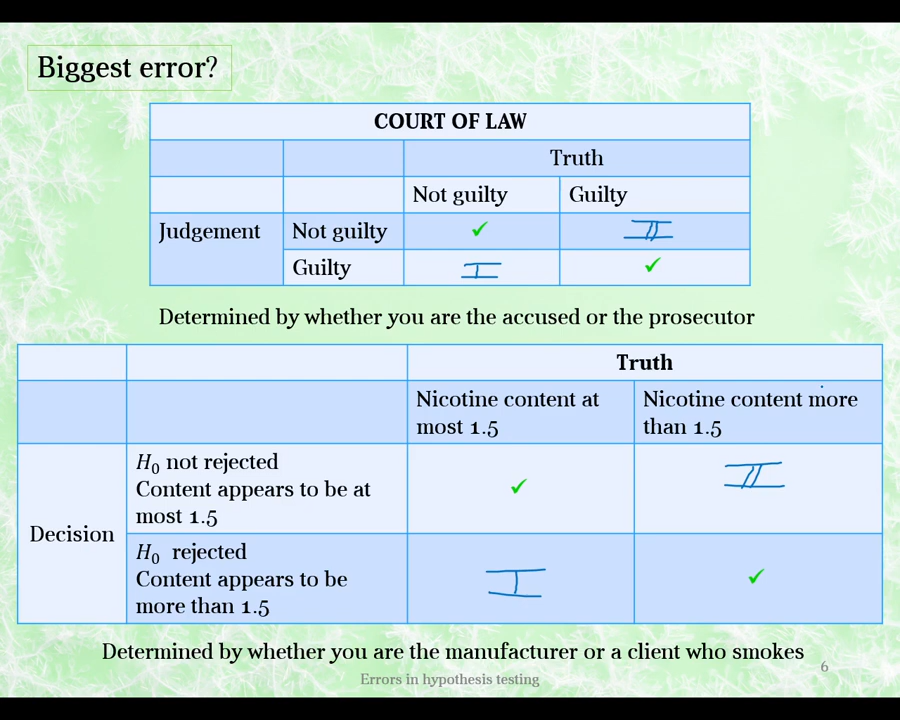 Biggest error?
COURT OF LAW
Truth
Not guilty Guilty
Judgement Not guilty ✓ II
Guilty I ✓
Determined by whether you are the accused or the prosecutor
Truth
Nicotine content at most 1.5 Nicotine content more than 1.5
Decision
H₀ not rejected
Content appears to be at
most 1.5
✓ II
H₀ rejected
Content appears to be
more than 1.5
I ✓
Determined by whether you are the manufacturer or a client who smokes
Errors in hypothesis testing
6